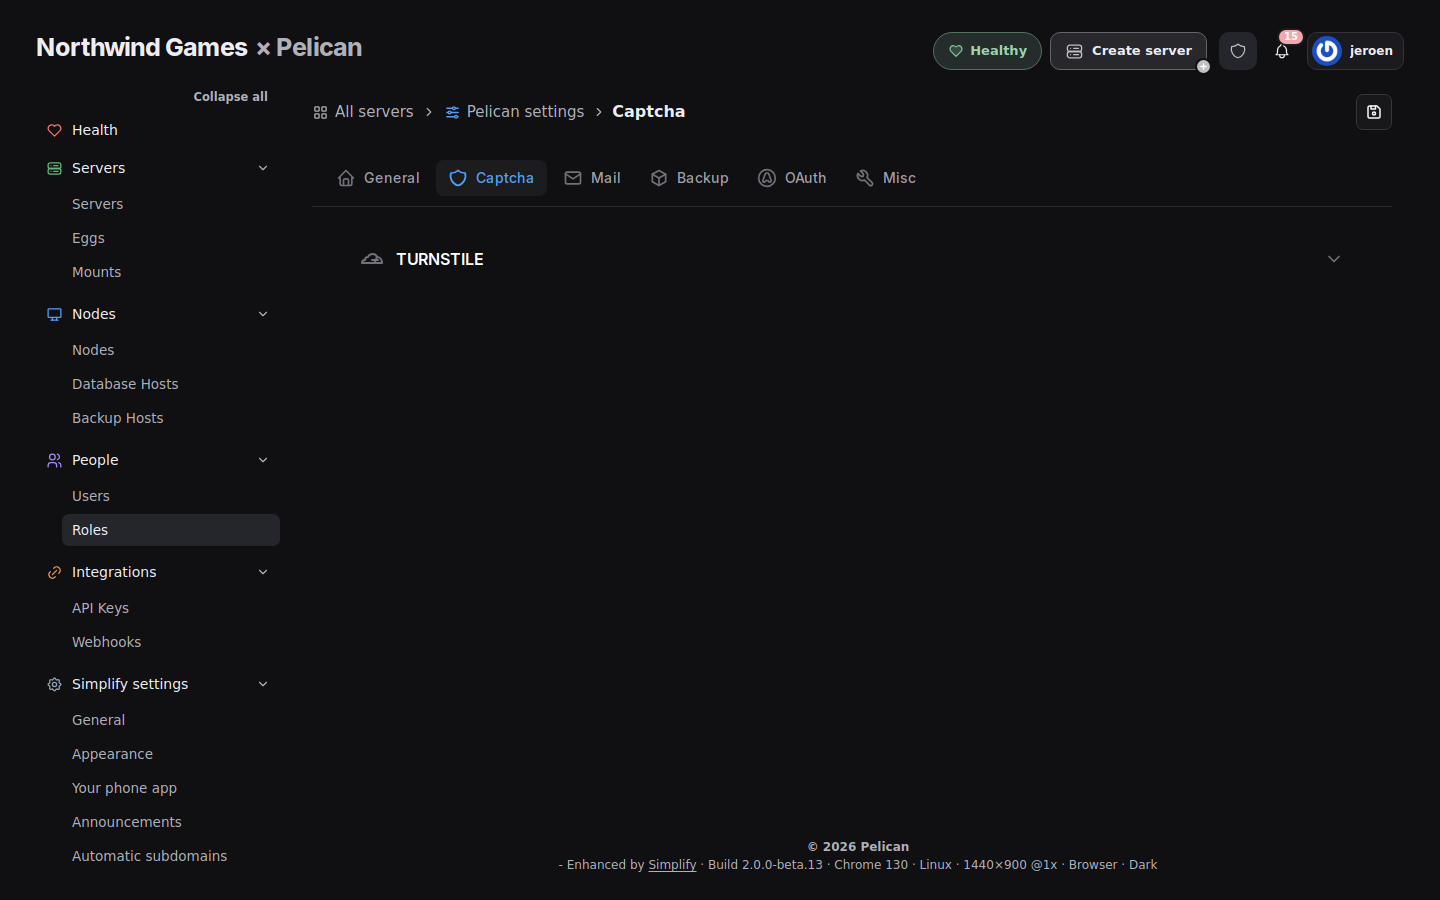 Northwind Games × Pelican
Healthy
Create server
15
jeroen
Collapse all
Health
Servers
Servers
Eggs
Mounts
Nodes
Nodes
Database Hosts
Backup Hosts
People
Users
Roles
Integrations
API Keys
Webhooks
Simplify settings
General
Appearance
Your phone app
Announcements
Automatic subdomains
All servers > Pelican settings > Captcha
General
Captcha
Mail
Backup
OAuth
Misc
TURNSTILE
© 2026 Pelican
- Enhanced by Simplify · Build 2.0.0-beta.13 · Chrome 130 · Linux · 1440×900 @1x · Browser · Dark